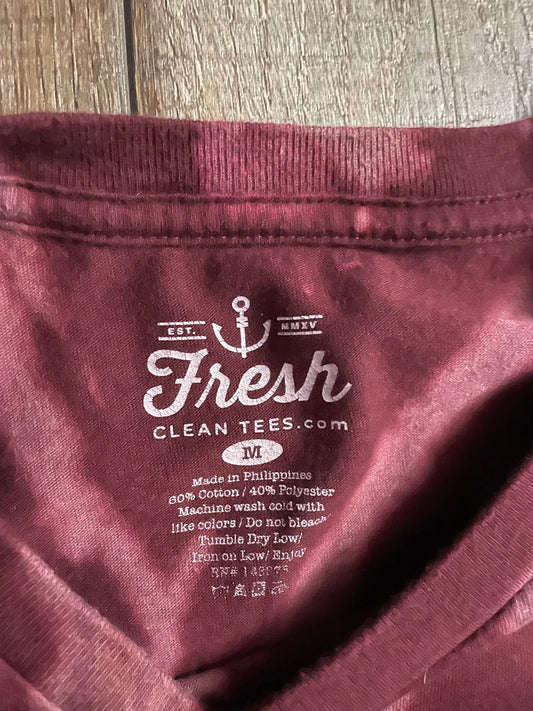 EST. MMXV
Fresh
CLEAN TEES.com
M
Made in Philippines
60% Cotton / 40% Polyester
Machine wash cold with
like colors / Do not bleach
Tumble Dry Low/
Iron on Low/ Enjoy
RN#